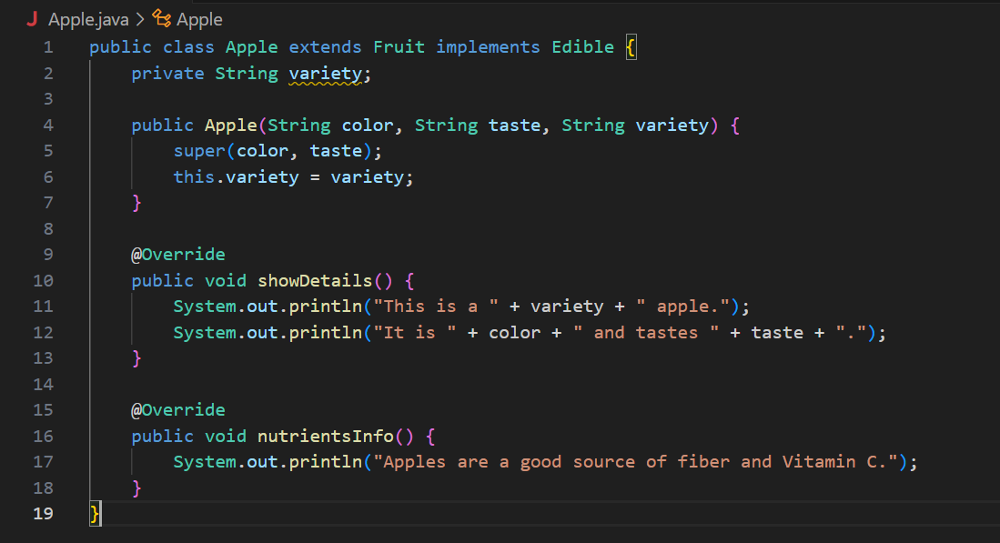 J Apple.java > Apple
1 public class Apple extends Fruit implements Edible {
2     private String variety;
3
4     public Apple(String color, String taste, String variety) {
5         super(color, taste);
6         this.variety = variety;
7     }
8
9     @Override
10     public void showDetails() {
11         System.out.println("This is a " + variety + " apple.");
12         System.out.println("It is " + color + " and tastes " + taste + ".");
13     }
14
15     @Override
16     public void nutrientsInfo() {
17         System.out.println("Apples are a good source of fiber and Vitamin C.");
18     }
19 }